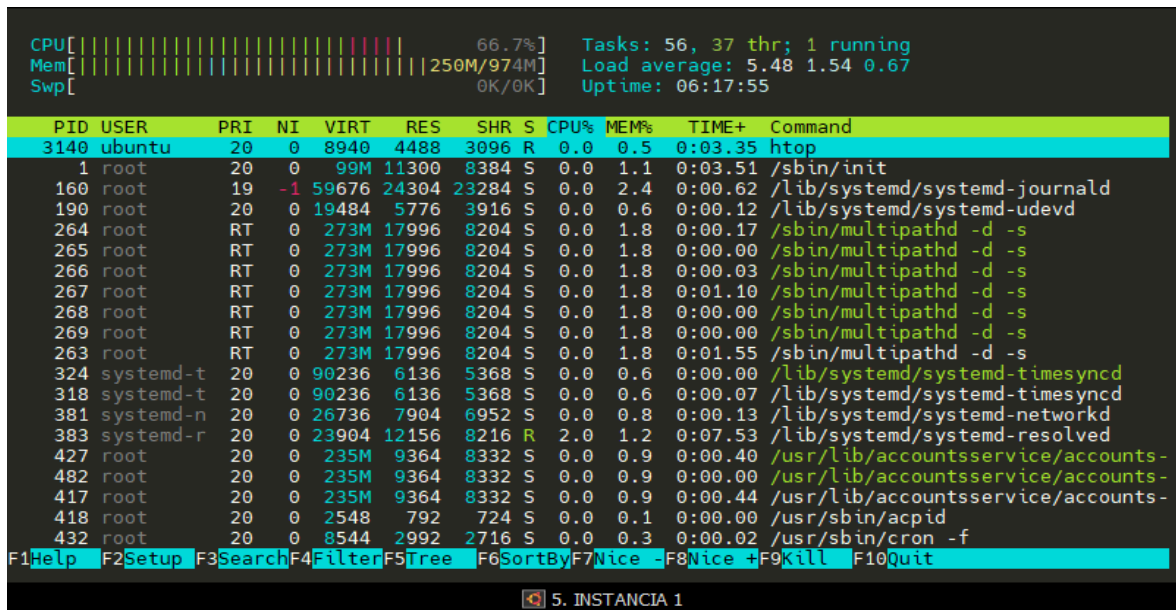 CPU[||||||||||||||||||||||||||||| 66.7%] Tasks: 56, 37 thr; 1 running
Mem[||||||||||||||||||||||||||||||250M/974M] Load average: 5.48 1.54 0.67
Swp[ 0K/0K] Uptime: 06:17:55
PID USER PRI NI VIRT RES SHR S CPU% MEM% TIME+ Command
3140 ubuntu 20 0 8940 4488 3096 R 0.0 0.5 0:03.35 htop
1 root 20 0 99M 11300 8384 S 0.0 1.1 0:03.51 /sbin/init
160 root 19 -1 59676 24304 23284 S 0.0 2.4 0:00.62 /lib/systemd/systemd-journald
190 root 20 0 19484 5776 3916 S 0.0 0.6 0:00.12 /lib/systemd/systemd-udevd
264 root RT 0 273M 17996 8204 S 0.0 1.8 0:00.17 /sbin/multipathd -d -s
265 root RT 0 273M 17996 8204 S 0.0 1.8 0:00.00 /sbin/multipathd -d -s
266 root RT 0 273M 17996 8204 S 0.0 1.8 0:00.03 /sbin/multipathd -d -s
267 root RT 0 273M 17996 8204 S 0.0 1.8 0:01.10 /sbin/multipathd -d -s
268 root RT 0 273M 17996 8204 S 0.0 1.8 0:00.00 /sbin/multipathd -d -s
269 root RT 0 273M 17996 8204 S 0.0 1.8 0:00.00 /sbin/multipathd -d -s
263 root RT 0 273M 17996 8204 S 0.0 1.8 0:01.55 /sbin/multipathd -d -s
324 systemd-t 20 0 90236 6136 5368 S 0.0 0.6 0:00.00 /lib/systemd/systemd-timesyncd
318 systemd-t 20 0 90236 6136 5368 S 0.0 0.6 0:00.07 /lib/systemd/systemd-timesyncd
381 systemd-n 20 0 26736 7904 6952 S 0.0 0.8 0:00.13 /lib/systemd/systemd-networkd
383 systemd-r 20 0 23904 12156 8216 R 2.0 1.2 0:07.53 /lib/systemd/systemd-resolved
427 root 20 0 235M 9364 8332 S 0.0 0.9 0:00.40 /usr/lib/accountsservice/accounts-
482 root 20 0 235M 9364 8332 S 0.0 0.9 0:00.00 /usr/lib/accountsservice/accounts-
417 root 20 0 235M 9364 8332 S 0.0 0.9 0:00.44 /usr/lib/accountsservice/accounts-
418 root 20 0 2548 792 724 S 0.0 0.1 0:00.00 /usr/sbin/acpid
432 root 20 0 8544 2992 2716 S 0.0 0.3 0:00.02 /usr/sbin/cron -f
F1Help F2Setup F3SearchF4FilterF5Tree F6SortByF7Nice -F8Nice +F9Kill F10Quit
5. INSTANCIA 1